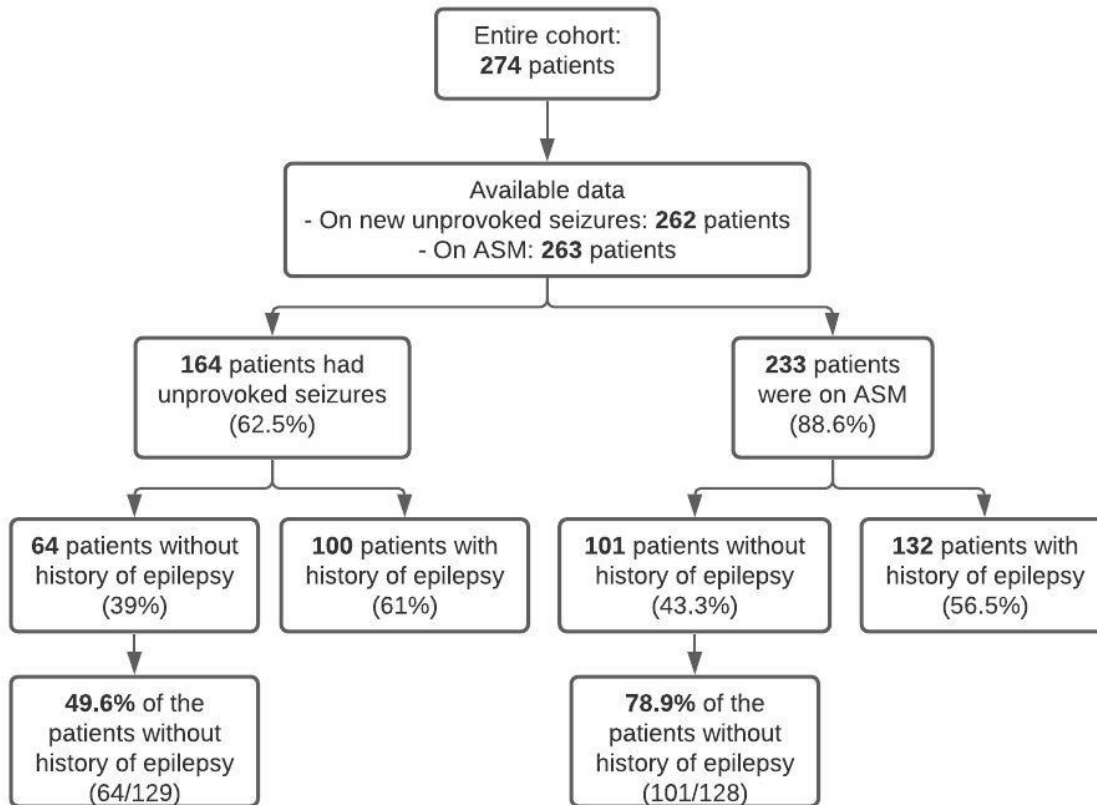 Entire cohort:
274 patients
Available data
- On new unprovoked seizures: 262 patients
- On ASM: 263 patients
164 patients had
unprovoked seizures
(62.5%)
233 patients
were on ASM
(88.6%)
64 patients without
history of epilepsy
(39%)
100 patients with
history of epilepsy
(61%)
101 patients without
history of epilepsy
(43.3%)
132 patients with
history of epilepsy
(56.5%)
49.6% of the
patients without
history of epilepsy
(64/129)
78.9% of the
patients without
history of epilepsy
(101/128)